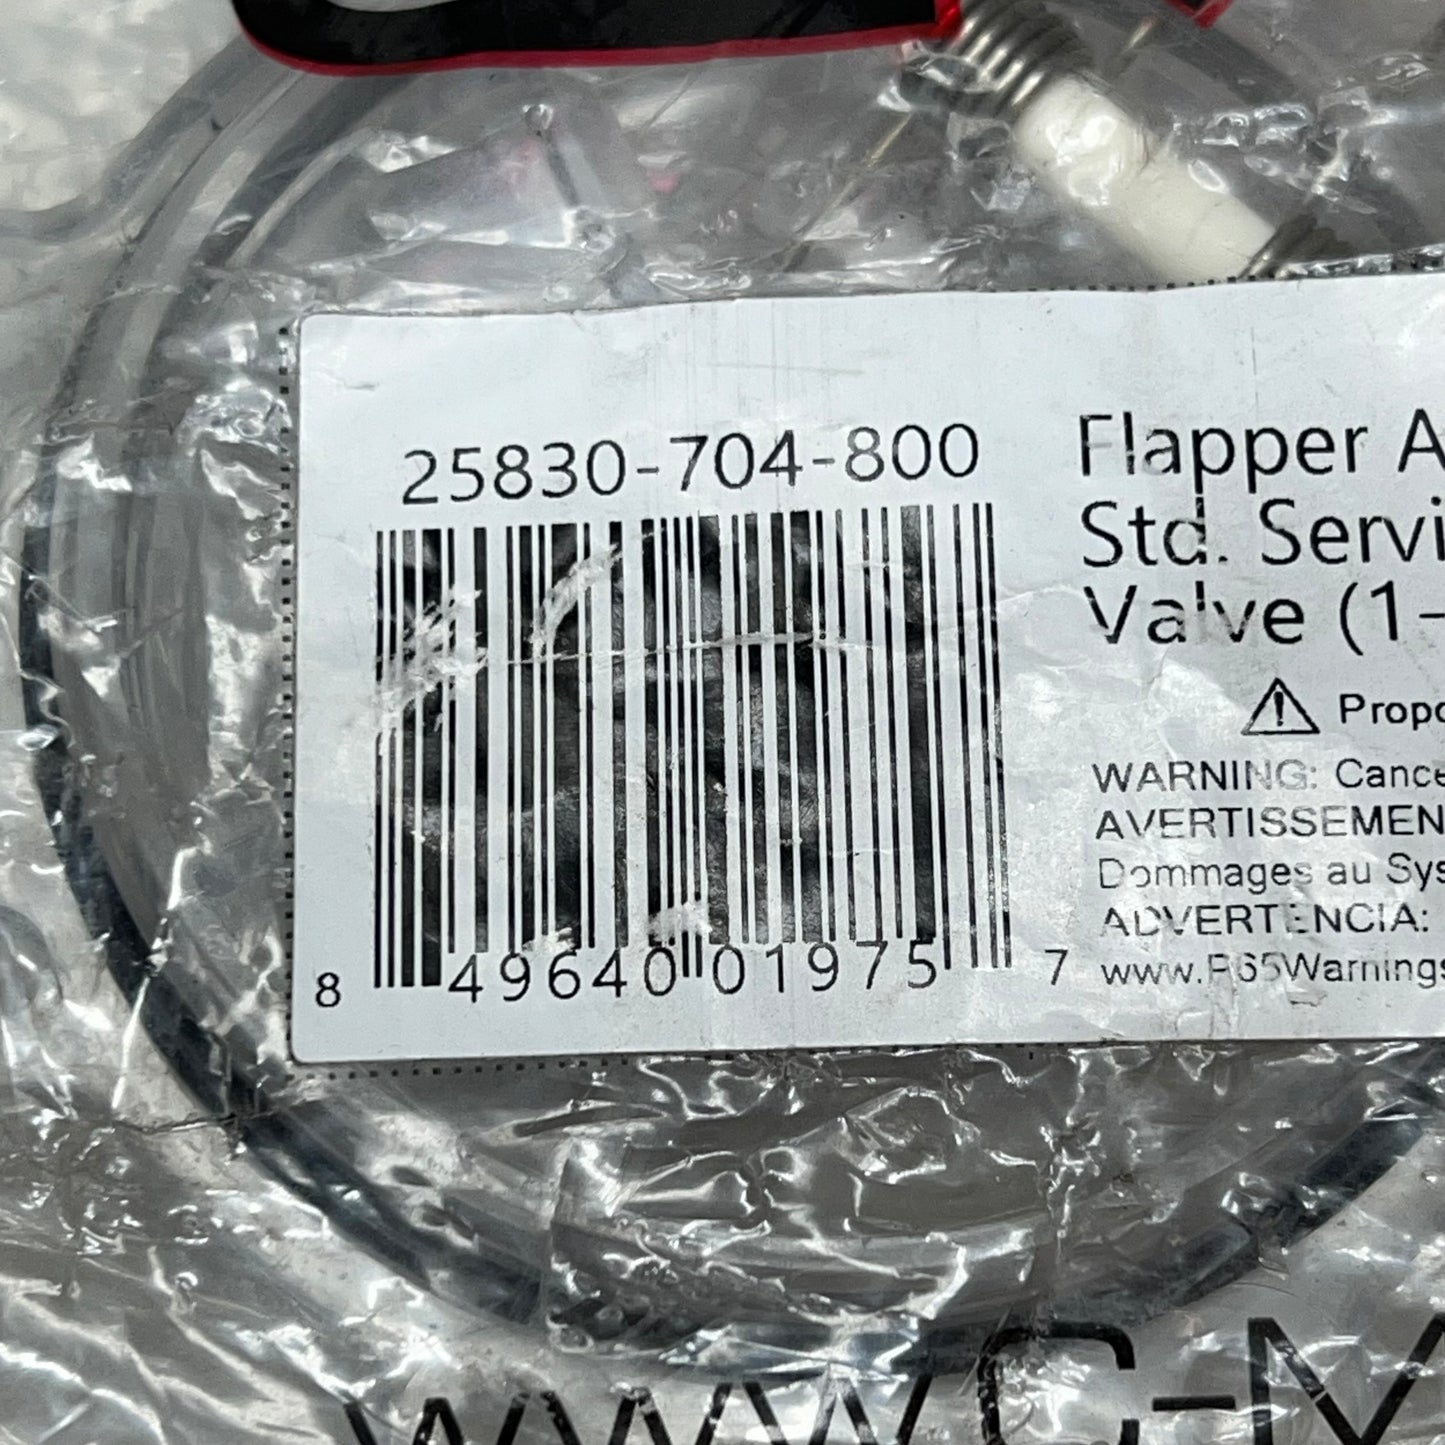 25830-704-800
8 49640 01975 7
Flapper A
Std. Servi
Valve (1-
Propo
WARNING: Cance
AVERTISSEMEN
Dommages au Sys
ADVERTENCIA:
www.P65Warnings
www.C-M